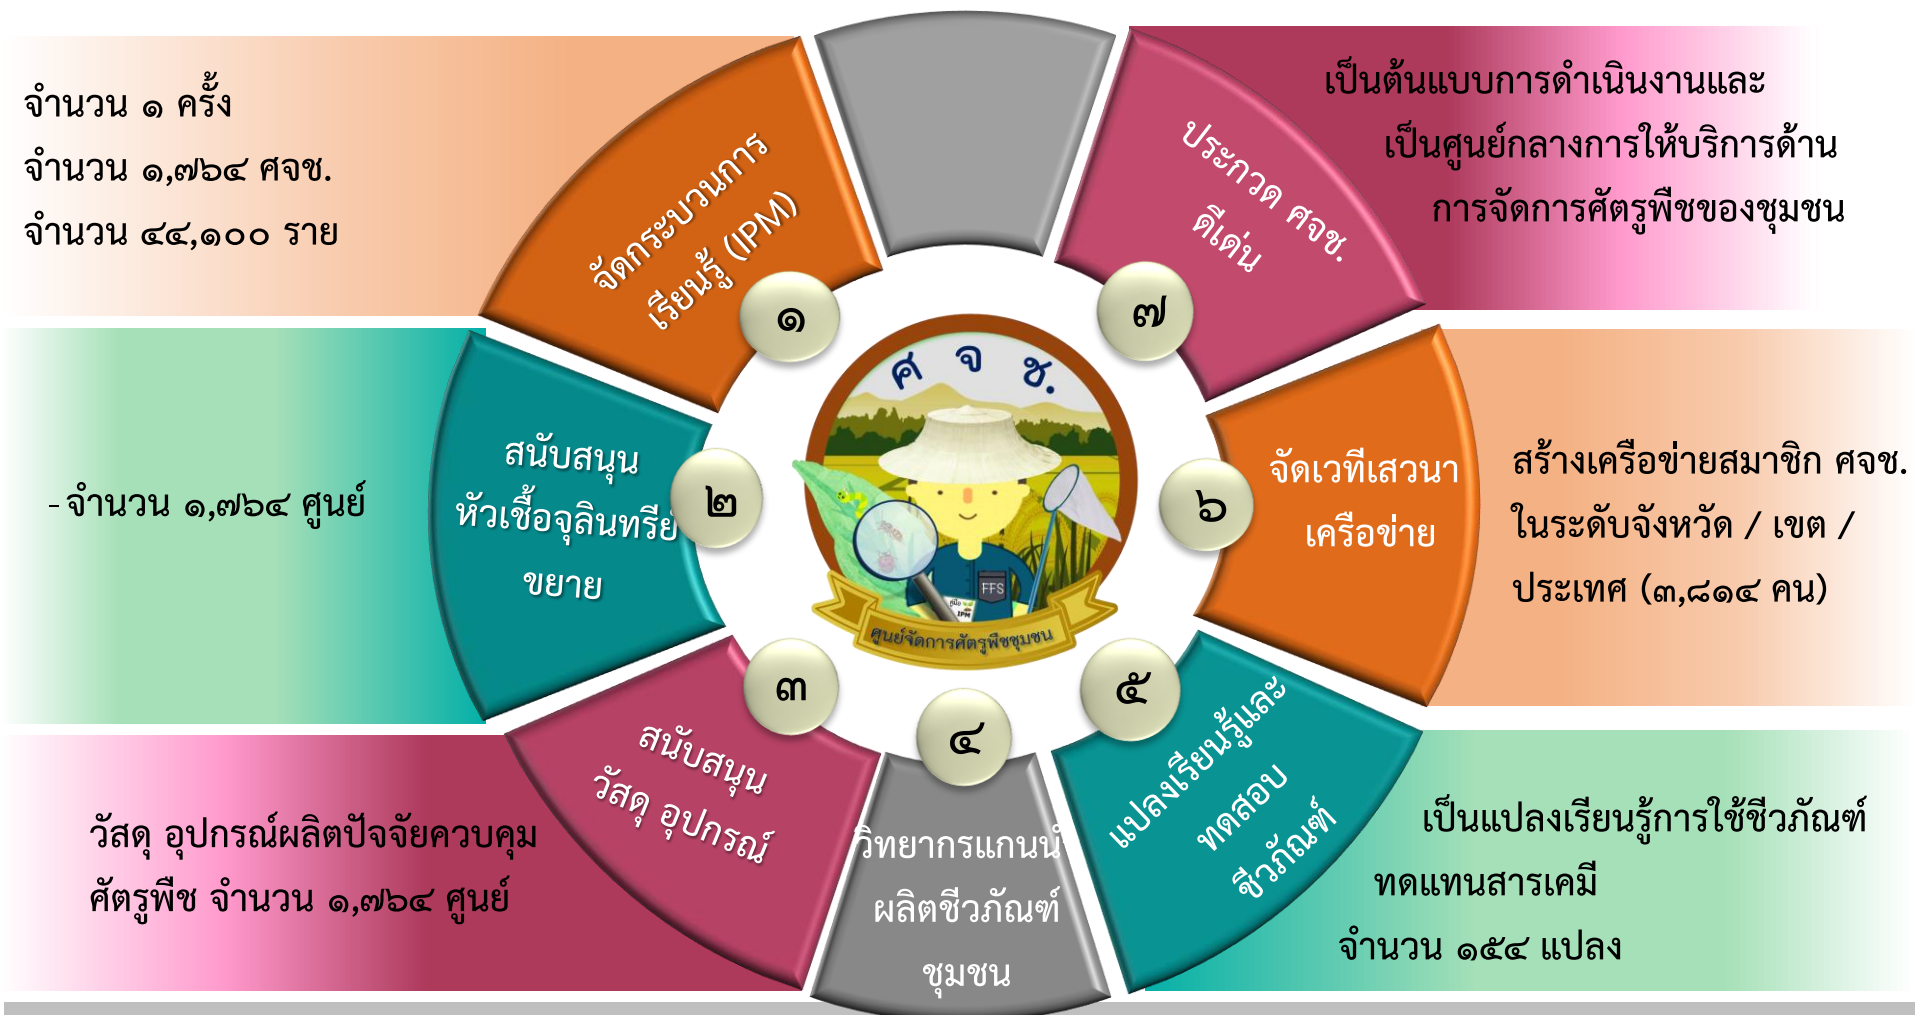 จำนวน ๑ ครั้ง
จำนวน ๑,๗๖๔ ศจช.
จำนวน ๔๔,๑๐๐ ราย
จัดกระบวนการ
เรียนรู้ (IPM)
๑
- จำนวน ๑,๗๖๔ ศูนย์
สนับสนุน
หัวเชื้อจุลินทรีย์
ขยาย
๒
วัสดุ อุปกรณ์ผลิตปัจจัยควบคุม
ศัตรูพืช จำนวน ๑,๗๖๔ ศูนย์
สนับสนุน
วัสดุ อุปกรณ์
๓
๔
วิทยากรแกนนำ
ผลิตชีวภัณฑ์
ชุมชน
๕
แปลงเรียนรู้และ
ทดสอบ
ชีวภัณฑ์
เป็นแปลงเรียนรู้การใช้ชีวภัณฑ์
ทดแทนสารเคมี
จำนวน ๑๕๔ แปลง
๖
จัดเวทีเสวนา
เครือข่าย
สร้างเครือข่ายสมาชิก ศจช.
ในระดับจังหวัด / เขต /
ประเทศ (๓,๘๑๔ คน)
๗
ประกวด ศจช.
ดีเด่น
เป็นต้นแบบการดำเนินงานและ
เป็นศูนย์กลางการให้บริการด้าน
การจัดการศัตรูพืชของชุมชน
ศ จ ช.
FFS
IPM
ศูนย์จัดการศัตรูพืชชุมชน